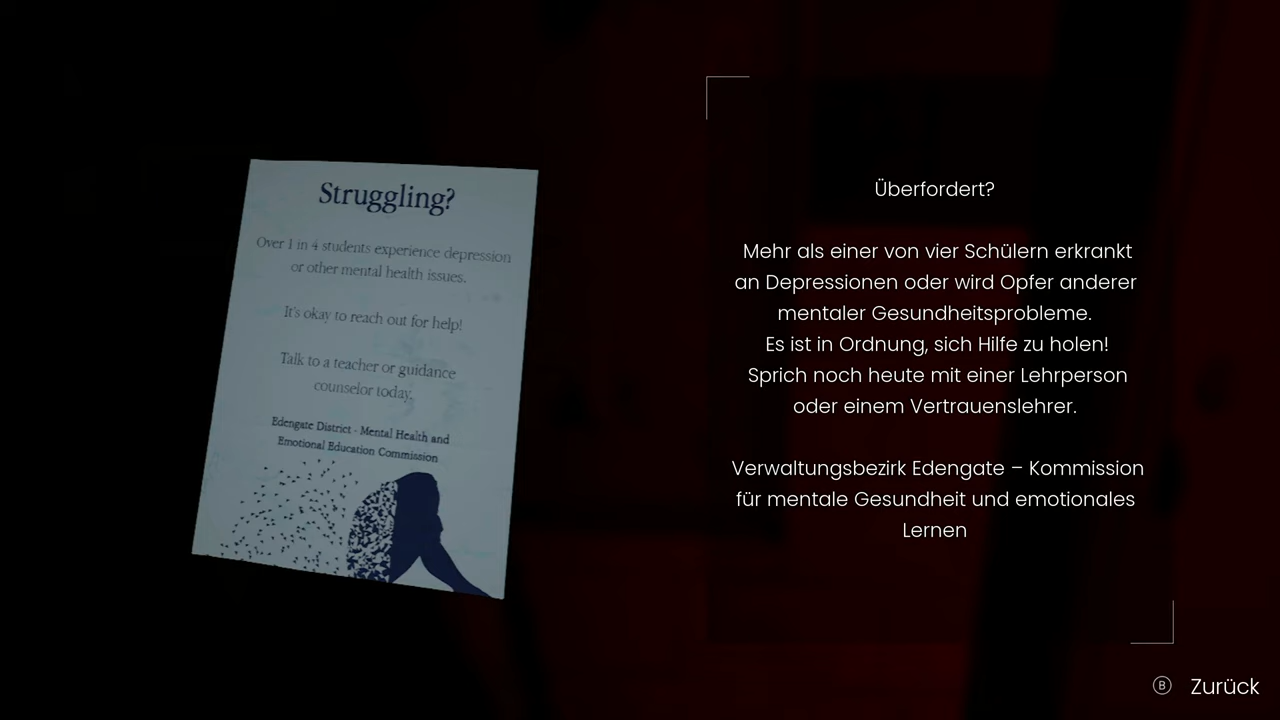 Struggling?
Over 1 in 4 students experience depression
or other mental health issues.
It's okay to reach out for help!
Talk to a teacher or guidance
counselor today.
Edengate District - Mental Health and
Emotional Education Commission
Überfordert?
Mehr als einer von vier Schülern erkrankt
an Depressionen oder wird Opfer anderer
mentaler Gesundheitsprobleme.
Es ist in Ordnung, sich Hilfe zu holen!
Sprich noch heute mit einer Lehrperson
oder einem Vertrauenslehrer.
Verwaltungsbezirk Edengate – Kommission
für mentale Gesundheit und emotionales
Lernen
B Zurück